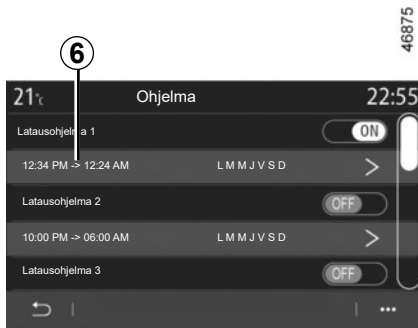 46875
6
21°c Ohjelma 22:55
Latausohjelma 1 ON
12:34 PM -> 12:24 AM L M M J V S D >
Latausohjelma 2 OFF
10:00 PM -> 06:00 AM L M M J V S D >
Latausohjelma 3 OFF